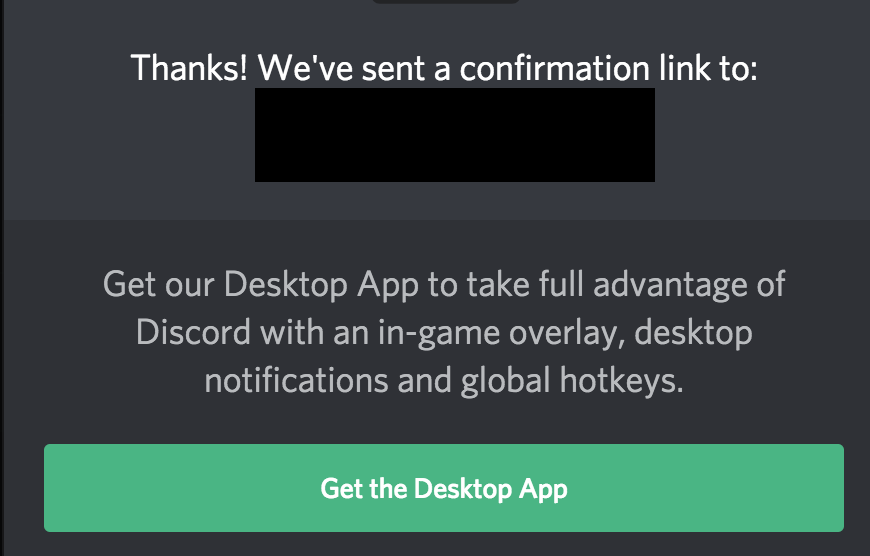 Thanks! We've sent a confirmation link to:
Get our Desktop App to take full advantage of
Discord with an in-game overlay, desktop
notifications and global hotkeys.
Get the Desktop App